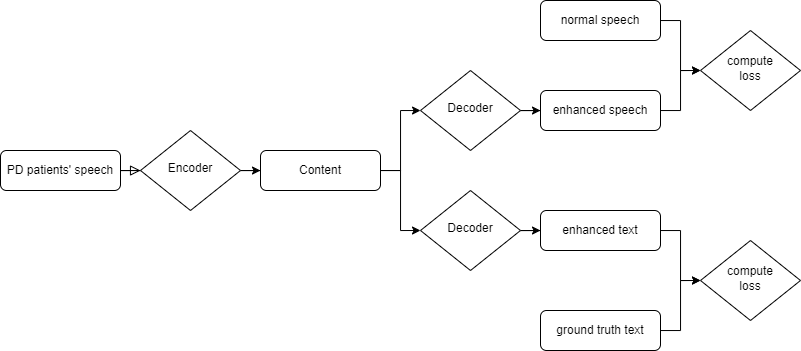 normal speech
compute
loss
Decoder
enhanced speech
PD patients' speech
Encoder
Content
Decoder
enhanced text
compute
loss
ground truth text